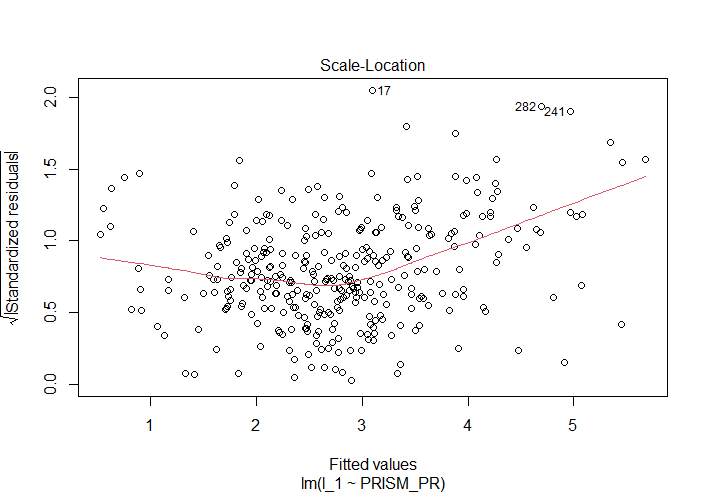 Scale-Location
√|Standardized residuals|
2.0
1.5
1.0
0.5
0.0
17
282
241
1 2 3 4 5
Fitted values
lm(l_1 ~ PRISM_PR)